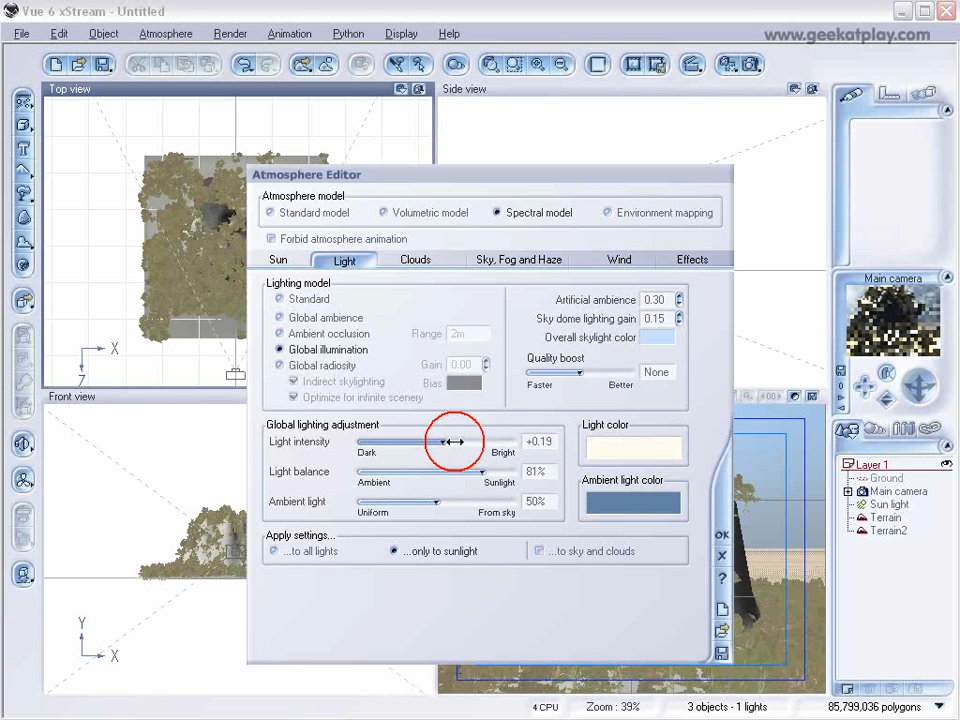 Vue 6 xStream - Untitled
File Edit Object Atmosphere Render Animation Python Display Help
www.geekatplay.com
Top view
Side view
Atmosphere Editor
Atmosphere model
Standard model Volumetric model Spectral model Environment mapping
Forbid atmosphere animation
Sun Light Clouds Sky, Fog and Haze Wind Effects
Lighting model
Standard
Global ambience
Ambient occlusion Range 2m
Global illumination
Global radiosity Gain 0.00
Indirect skylighting Bias
Optimize for infinite scenery
Artificial ambience 0.30
Sky dome lighting gain 0.15
Overall skylight color
Quality boost
None
Faster Better
Global lighting adjustment
Light intensity +0.19
Dark Bright
Light balance 81%
Ambient Sunlight
Ambient light 50%
Uniform From sky
Light color
Ambient light color
Apply settings...
...to all lights ...only to sunlight ...to sky and clouds
OK
X
?
X
Z
Front view
Y
X
Main camera
Layer 1
Ground
Main camera
Sun light
Terrain
Terrain2
4 CPU Zoom : 39% 3 objects - 1 lights 85,799,036 polygons